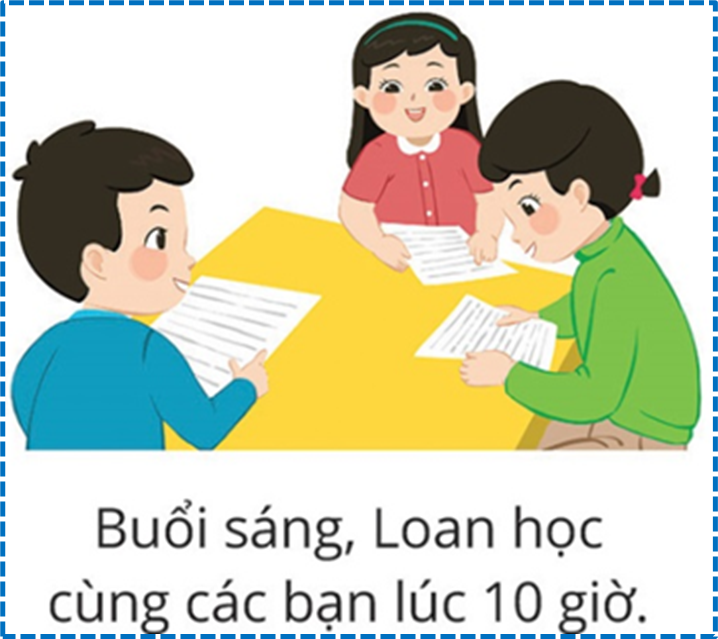 Buổi sáng, Loan học
cùng các bạn lúc 10 giờ.